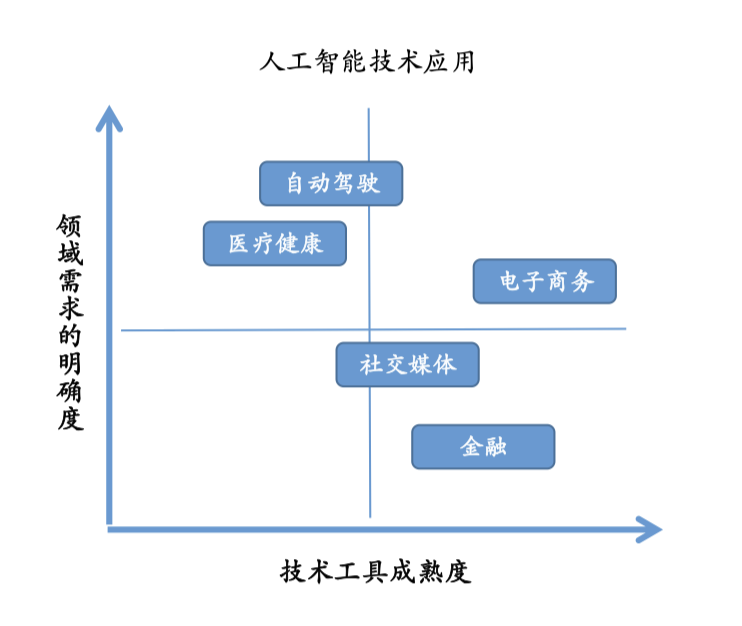 人工智能技术应用
自动驾驶
医疗健康
电子商务
社交媒体
金融
领域需求的明确度
技术工具成熟度